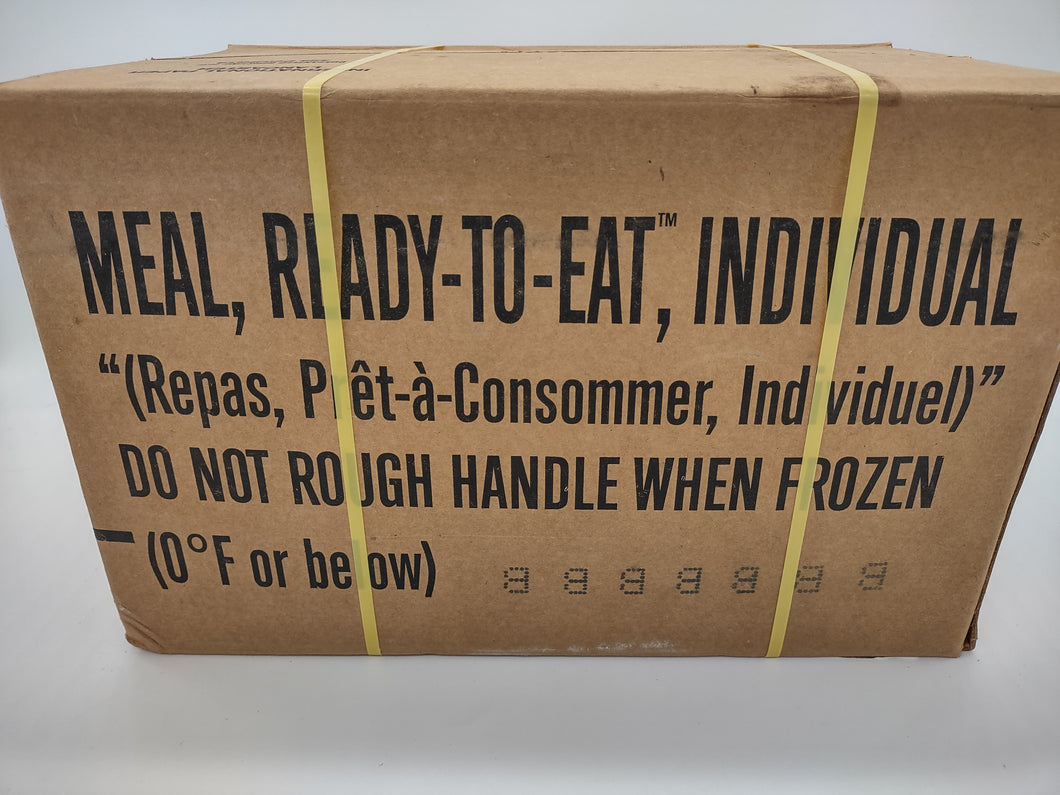 MEAL, READY-TO-EAT™, INDIVIDUAL
“(Repas, Prêt-à-Consommer, Individuel)”
DO NOT ROUGH HANDLE WHEN FROZEN
(0°F or below)
B B B B B B B